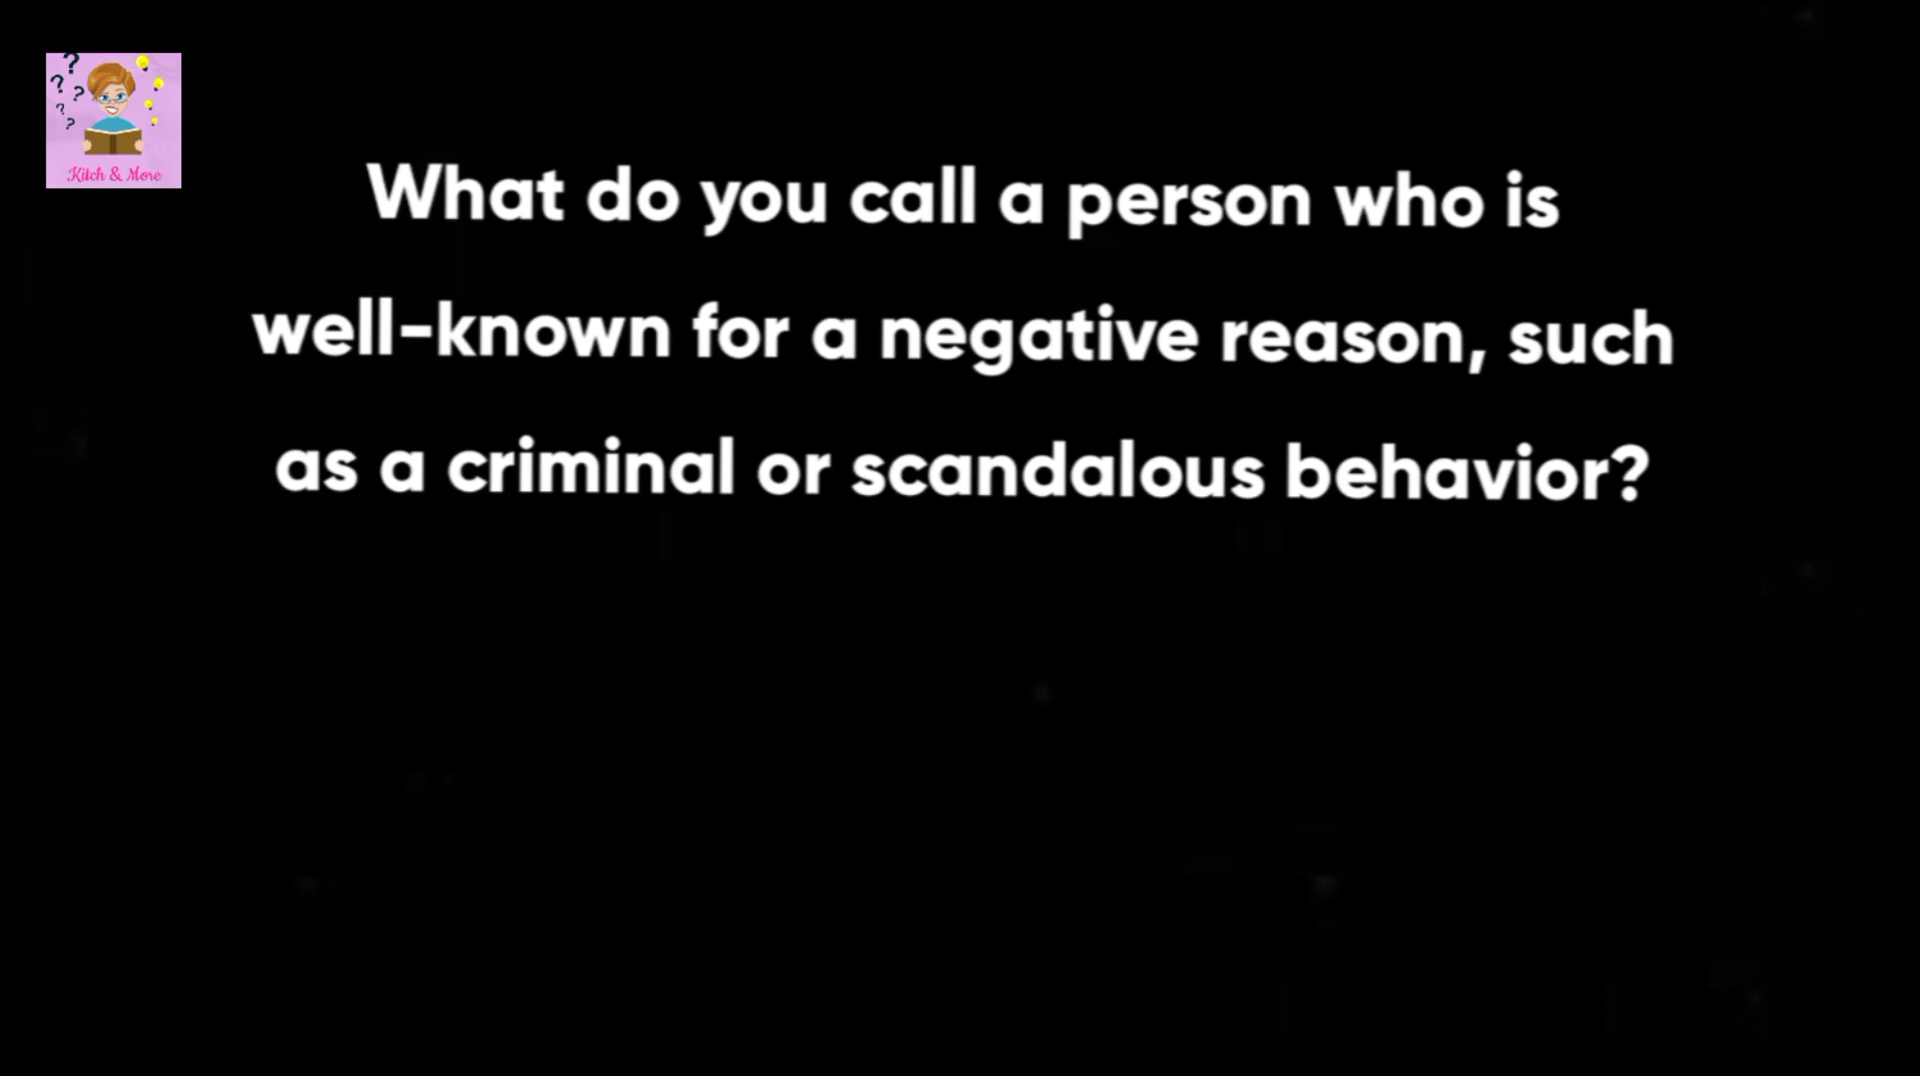 Kitch & More
What do you call a person who is
well-known for a negative reason, such
as a criminal or scandalous behavior?